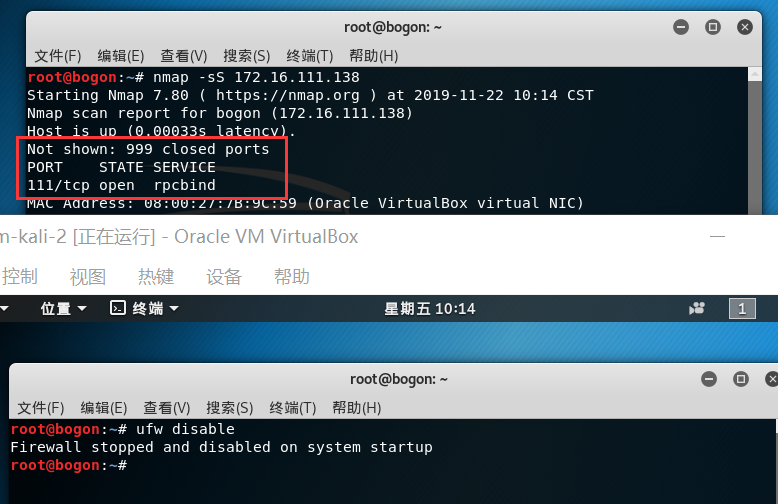 root@bogon: ~
文件(F) 编辑(E) 查看(V) 搜索(S) 终端(T) 帮助(H)
root@bogon:~# nmap -sS 172.16.111.138
Starting Nmap 7.80 ( https://nmap.org ) at 2019-11-22 10:14 CST
Nmap scan report for bogon (172.16.111.138)
Host is up (0.00033s latency).
Not shown: 999 closed ports
PORT    STATE SERVICE
111/tcp open  rpcbind
MAC Address: 08:00:27:7B:9C:59 (Oracle VirtualBox virtual NIC)
m-kali-2 [正在运行] - Oracle VM VirtualBox
控制 视图 热键 设备 帮助
位置 终端 星期五 10:14 1
root@bogon: ~
文件(F) 编辑(E) 查看(V) 搜索(S) 终端(T) 帮助(H)
root@bogon:~# ufw disable
Firewall stopped and disabled on system startup
root@bogon:~#